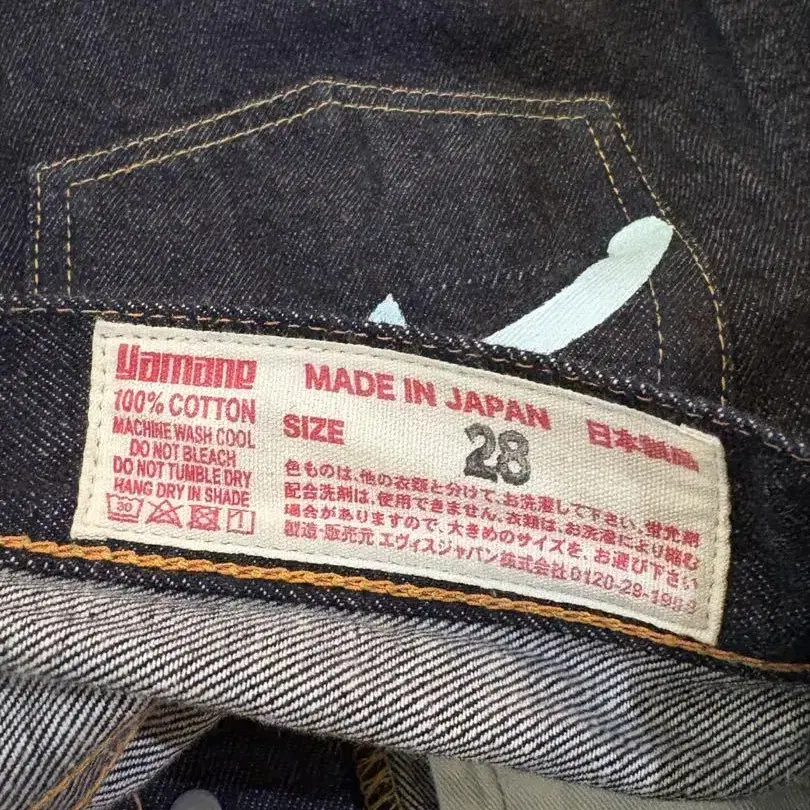 Yamane
100% COTTON
MACHINE WASH COOL
DO NOT BLEACH
DO NOT TUMBLE DRY
HANG DRY IN SHADE
30
MADE IN JAPAN 日本製品
SIZE 28
色ものは、他の衣類と分けて、お洗濯して下さい。蛍光剤
配合洗剤は、使用できません。衣類は、お洗濯により縮む
場合がありますので、大きめのサイズを、お選び下さい
製造・販売元 エヴィスジャパン株式会社 0120-29-1983